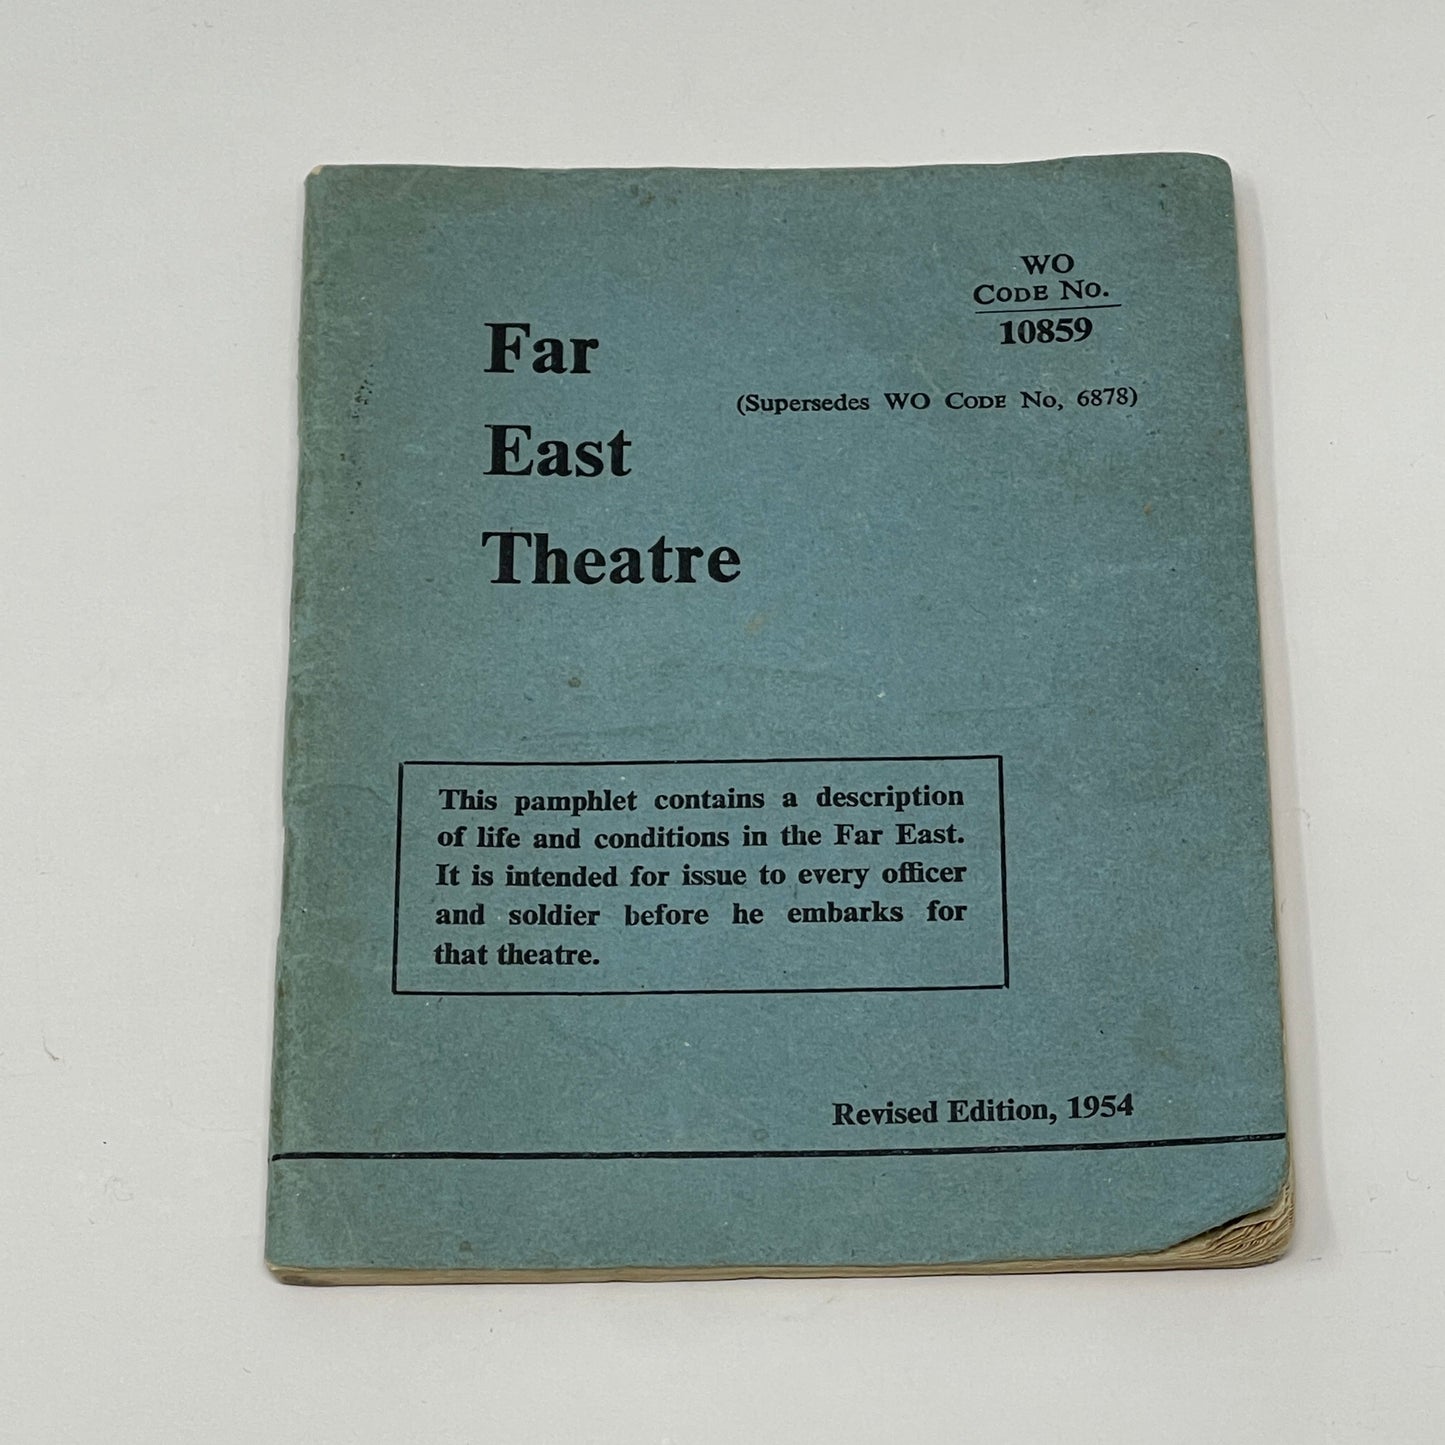 WO
CODE No.
10859
(Supersedes WO CODE No, 6878)
Far
East
Theatre
This pamphlet contains a description
of life and conditions in the Far East.
It is intended for issue to every officer
and soldier before he embarks for
that theatre.
Revised Edition, 1954